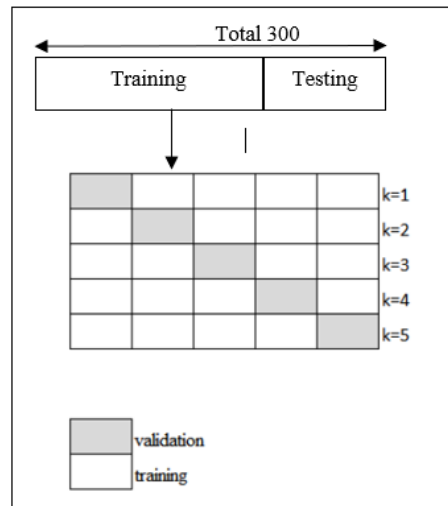 Total 300
Training Testing
k=1
k=2
k=3
k=4
k=5
validation
training